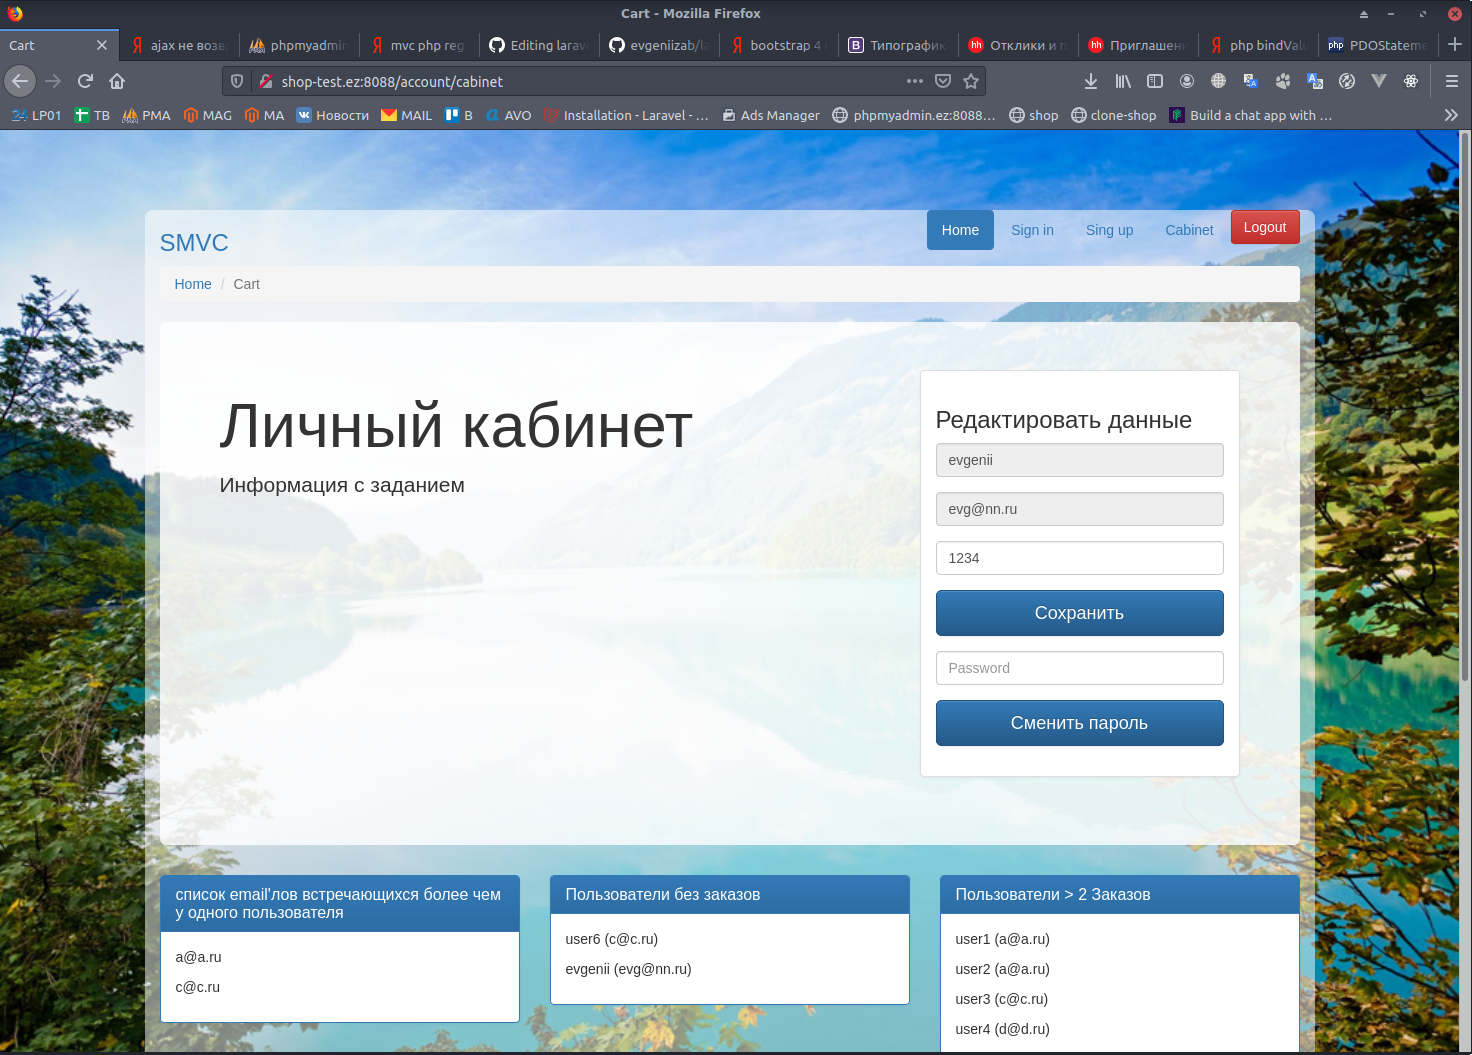 Cart - Mozilla Firefox
Cart
ajax не возв
phpmyadmin
mvc php reg
Editing larav
evgeniizab/la
bootstrap 4
Типографик
Отклики и п
Приглашени
php bindValu
PDOStateme
shop-test.ez:8088/account/cabinet
LP01 ТВ PMA MAG MA Новости MAIL В AVO Installation - Laravel - ... Ads Manager phpmyadmin.ez:8088... shop clone-shop Build a chat app with ...
SMVC
Home Sign in Sing up Cabinet Logout
Home / Cart
Личный кабинет
Информация с заданием
Редактировать данные
evgenii
evg@nn.ru
1234
Сохранить
Password
Сменить пароль
список email'лов встречающихся более чем
у одного пользователя
a@a.ru
c@c.ru
Пользователи без заказов
user6 (c@c.ru)
evgenii (evg@nn.ru)
Пользователи > 2 Заказов
user1 (a@a.ru)
user2 (a@a.ru)
user3 (c@c.ru)
user4 (d@d.ru)